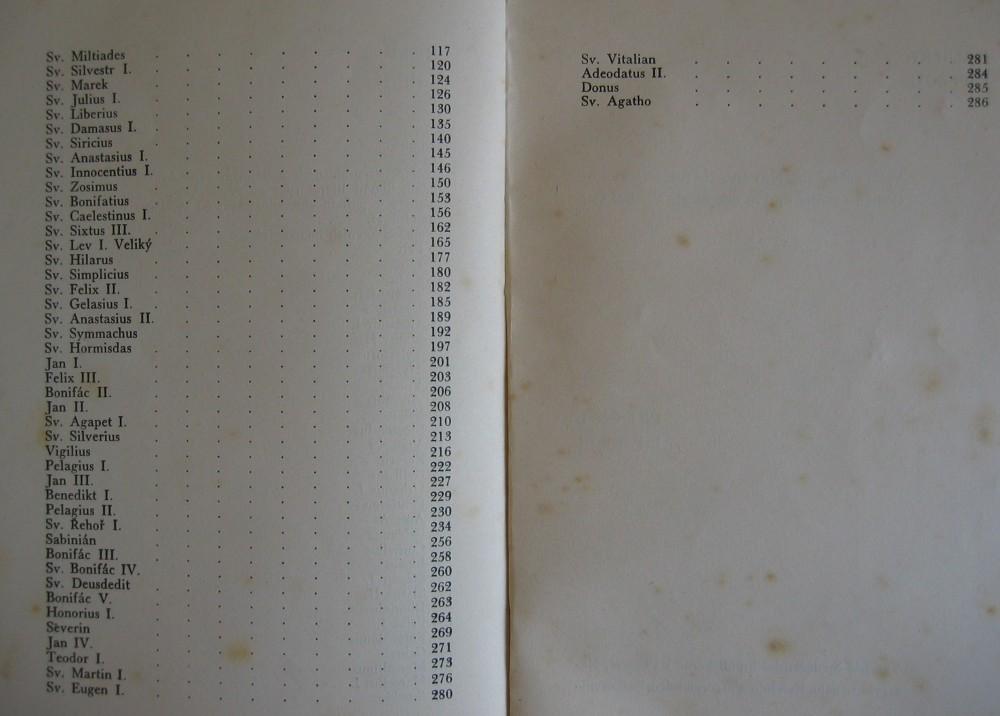 Sv. Miltiades . . . . . . . . . 117
Sv. Silvestr I. . . . . . . . . . 120
Sv. Marek . . . . . . . . . 124
Sv. Julius I. . . . . . . . . . 126
Sv. Liberius . . . . . . . . . 130
Sv. Damasus I. . . . . . . . . . 135
Sv. Siricius . . . . . . . . . 140
Sv. Anastasius I. . . . . . . . . 145
Sv. Innocentius I. . . . . . . . . 146
Sv. Zosimus . . . . . . . . . 150
Sv. Bonifatius . . . . . . . . . 153
Sv. Caelestinus I. . . . . . . . . 156
Sv. Sixtus III. . . . . . . . . . 162
Sv. Lev I. Veliký . . . . . . . . 165
Sv. Hilarus . . . . . . . . . 177
Sv. Simplicius . . . . . . . . . 180
Sv. Felix II. . . . . . . . . . 182
Sv. Gelasius I. . . . . . . . . . 185
Sv. Anastasius II. . . . . . . . . 189
Sv. Symmachus . . . . . . . . 192
Sv. Hormisdas . . . . . . . . . 197
Jan I. . . . . . . . . . 201
Felix III. . . . . . . . . . 203
Bonifác II. . . . . . . . . . 206
Jan II. . . . . . . . . . 208
Sv. Agapet I. . . . . . . . . . 210
Sv. Silverius . . . . . . . . . 213
Vigilius . . . . . . . . . 216
Pelagius I. . . . . . . . . . 222
Jan III. . . . . . . . . . 227
Benedikt I. . . . . . . . . . 229
Pelagius II. . . . . . . . . . 230
Sv. Řehoř I. . . . . . . . . . 234
Sabinián . . . . . . . . . 256
Bonifác III. . . . . . . . . . 258
Sv. Bonifác IV. . . . . . . . . . 260
Sv. Deusdedit . . . . . . . . . 262
Bonifác V. . . . . . . . . . 263
Honorius I. . . . . . . . . . 264
Severin . . . . . . . . . 269
Jan IV. . . . . . . . . . 271
Teodor I. . . . . . . . . . 273
Sv. Martin I. . . . . . . . . . 276
Sv. Eugen I. . . . . . . . . . 280
Sv. Vitalian . . . . . . . . . 281
Adeodatus II. . . . . . . . . . 284
Donus . . . . . . . . . 285
Sv. Agatho . . . . . . . . . 286